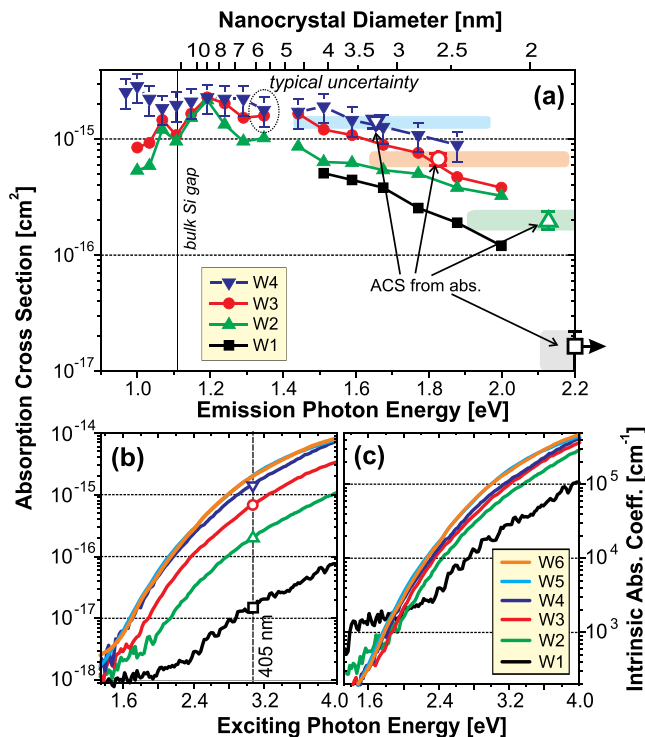 Nanocrystal Diameter [nm]
10 8 7 6 5 4 3.5 3 2.5 2
typical uncertainty
(a)
10-15
10-16
10-17
bulk Si gap
ACS from abs.
W4
W3
W2
W1
1.0 1.2 1.4 1.6 1.8 2.0 2.2
Emission Photon Energy [eV]
Absorption Cross Section [cm2]
10-14
10-15
10-16
10-17
10-18
(b)
405 nm
1.6 2.4 3.2 4.0
(c)
105
104
103
W6
W5
W4
W3
W2
W1
1.6 2.4 3.2 4.0
Exciting Photon Energy [eV]
Intrinsic Abs. Coeff. [cm-1]